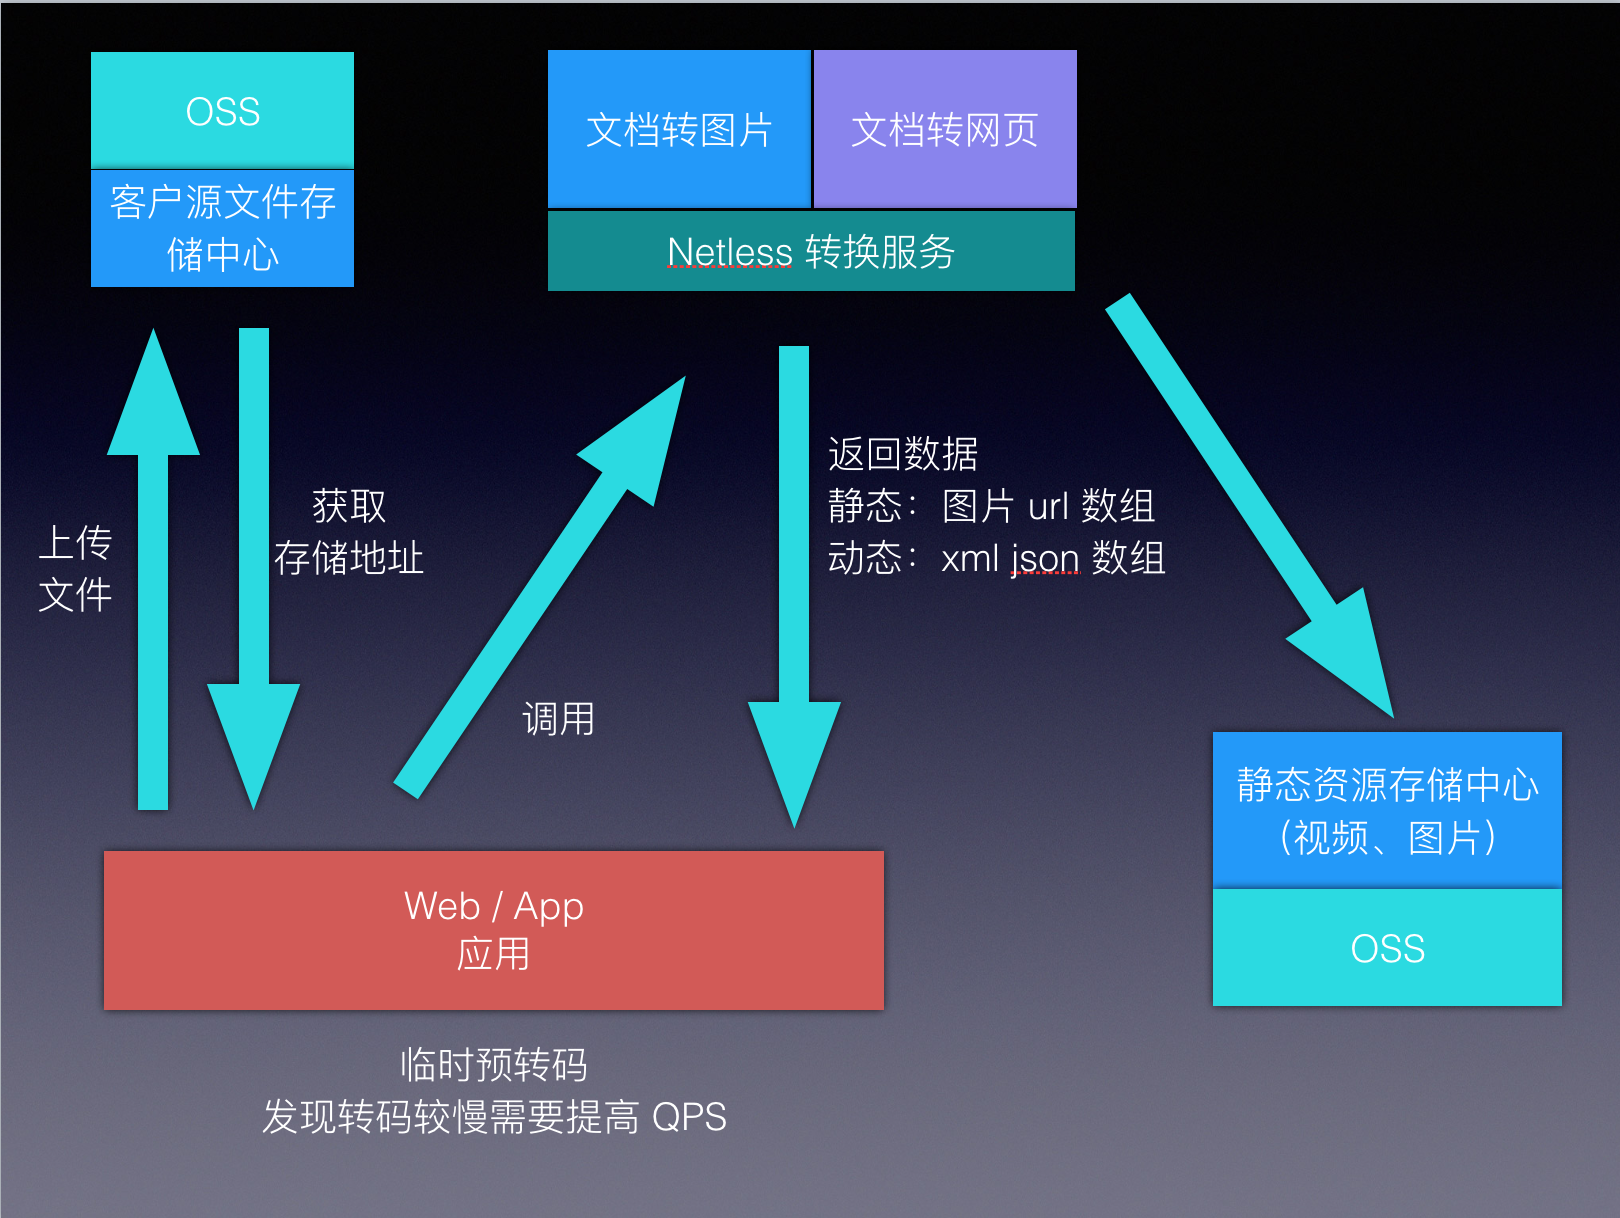 OSS
客户源文件存
储中心
文档转图片
文档转网页
Netless 转换服务
上传
文件
获取
存储地址
调用
返回数据
静态：图片 url 数组
动态：xml json 数组
静态资源存储中心
（视频、图片）
OSS
Web / App
应用
临时预转码
发现转码较慢需要提高 QPS